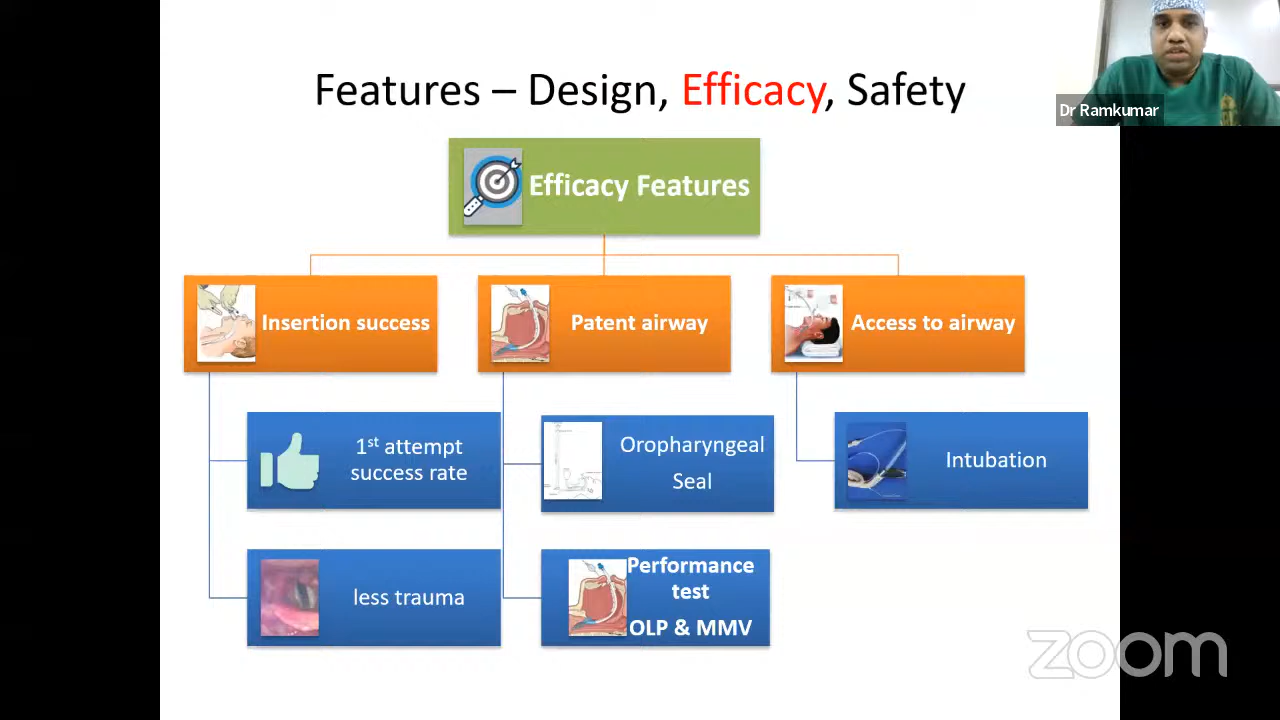 Features – Design, Efficacy, Safety
Dr Ramkumar
Efficacy Features
Insertion success
Patent airway
Access to airway
1st attempt
success rate
Oropharyngeal
Seal
Intubation
less trauma
Performance
test
OLP & MMV
zoom